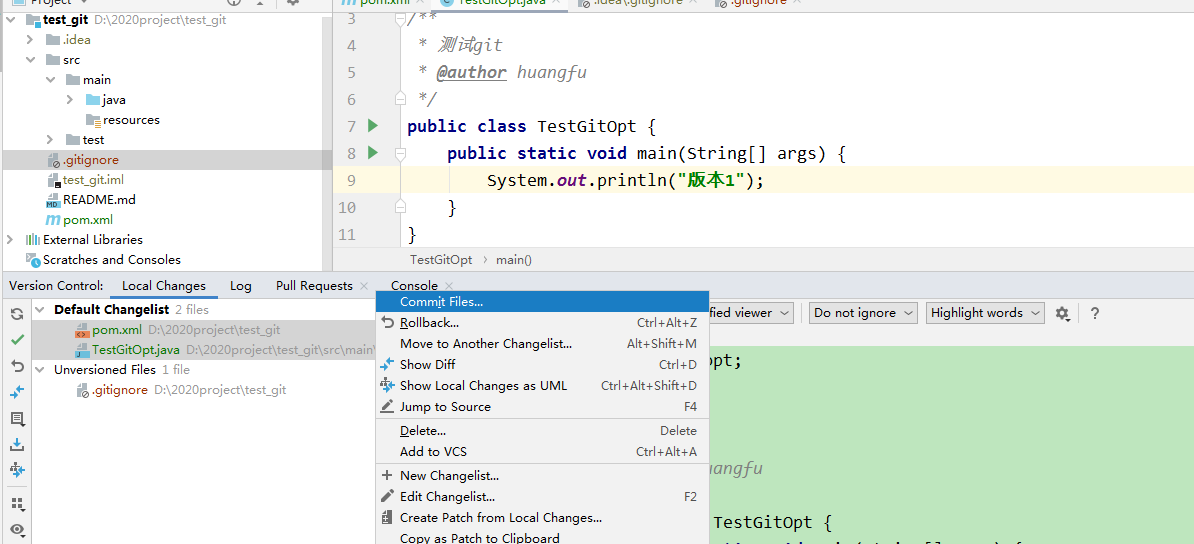 Project
test_git D:\2020project\test_git
.idea
src
main
java
resources
test
.gitignore
test_git.iml
README.md
pom.xml
External Libraries
Scratches and Consoles
pom.xml
TestGitOpt.java
.idea\.gitignore
.gitignore
3 /**
4 * 测试git
5 * @author huangfu
6 */
7 public class TestGitOpt {
8 public static void main(String[] args) {
9 System.out.println("版本1");
10 }
11 }
TestGitOpt > main()
Version Control: Local Changes Log Pull Requests Console
Default Changelist 2 files
pom.xml D:\2020project\test_git
TestGitOpt.java D:\2020project\test_git\src\main\
Unversioned Files 1 file
.gitignore D:\2020project\test_git
Commit Files...
Rollback... Ctrl+Alt+Z
Move to Another Changelist... Alt+Shift+M
Show Diff Ctrl+D
Show Local Changes as UML Ctrl+Alt+Shift+D
Jump to Source F4
Delete... Delete
Add to VCS Ctrl+Alt+A
New Changelist...
Edit Changelist... F2
Create Patch from Local Changes...
Copy as Patch to Clipboard
fied viewer Do not ignore Highlight words ?
opt;
uangfu
TestGitOpt {